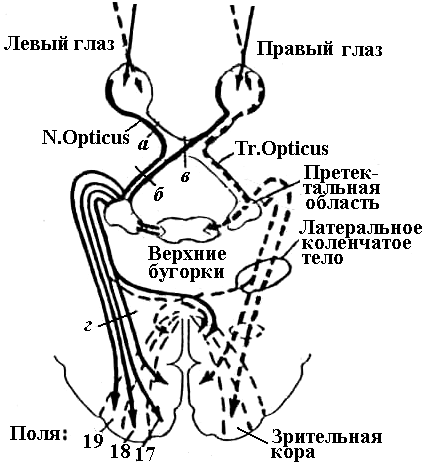 Левый глаз
Правый глаз
N.Opticus
а
в
Tr.Opticus
б
Претек-
тальная
область
Верхние
бугорки
Латеральное
коленчатое
тело
г
Поля:
19
18
17
Зрительная
кора